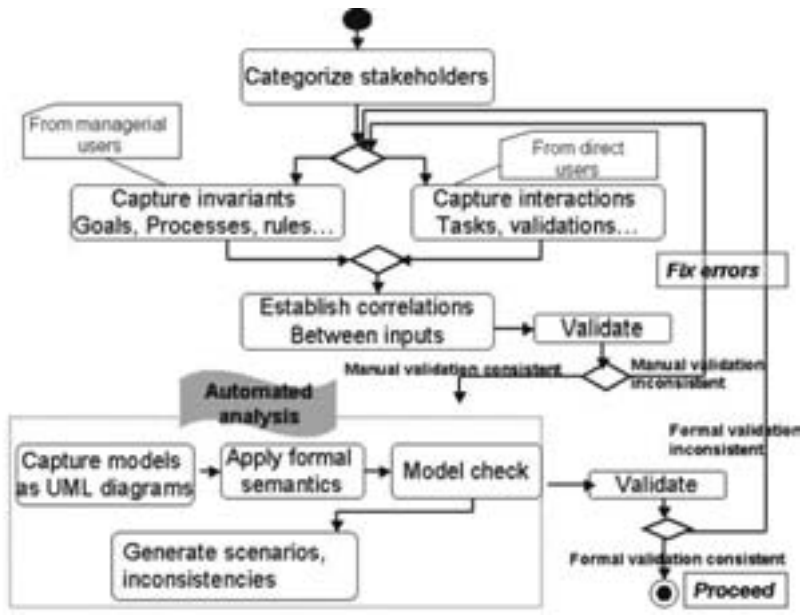 Categorize stakeholders
From managerial
users
From direct
users
Capture invariants
Goals, Processes, rules...
Capture interactions
Tasks, validations...
Fix errors
Establish correlations
Between inputs
Validate
Manual validation consistent
Manual validation
inconsistent
Automated
analysis
Formal validation
inconsistent
Capture models
as UML diagrams
Apply formal
semantics
Model check
Validate
Generate scenarios,
inconsistencies
Formal validation consistent
Proceed